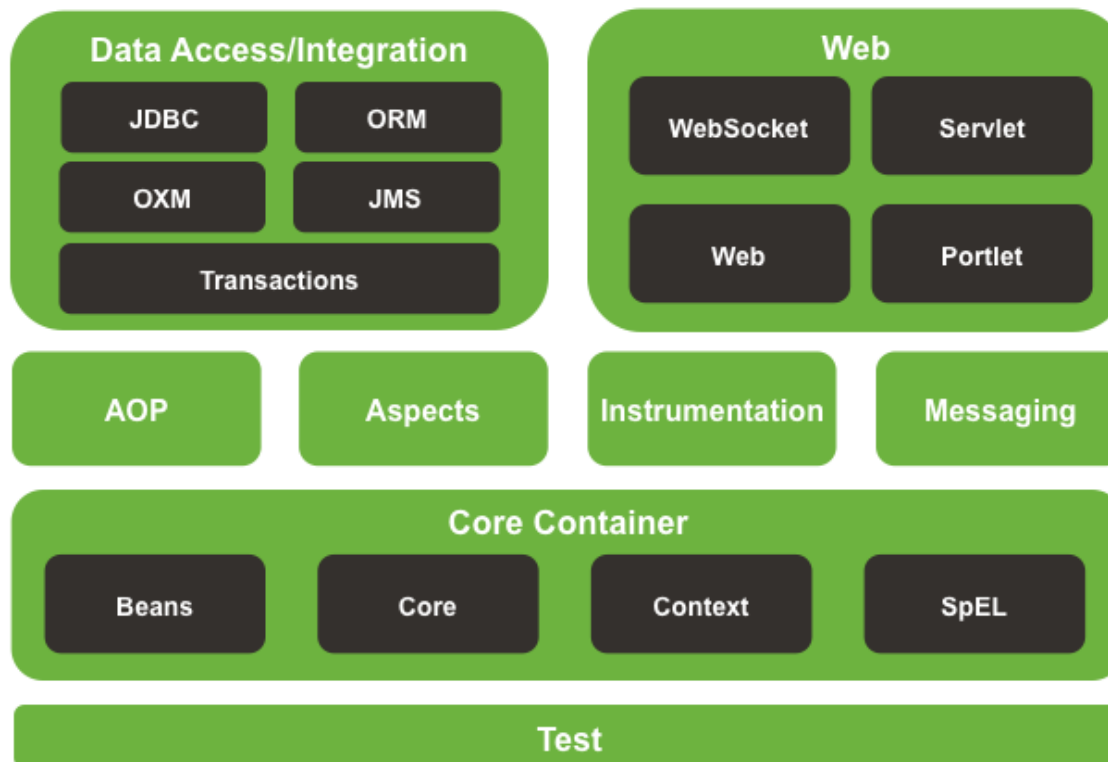 Data Access/Integration
JDBC
ORM
OXM
JMS
Transactions
Web
WebSocket
Servlet
Web
Portlet
AOP
Aspects
Instrumentation
Messaging
Core Container
Beans
Core
Context
SpEL
Test